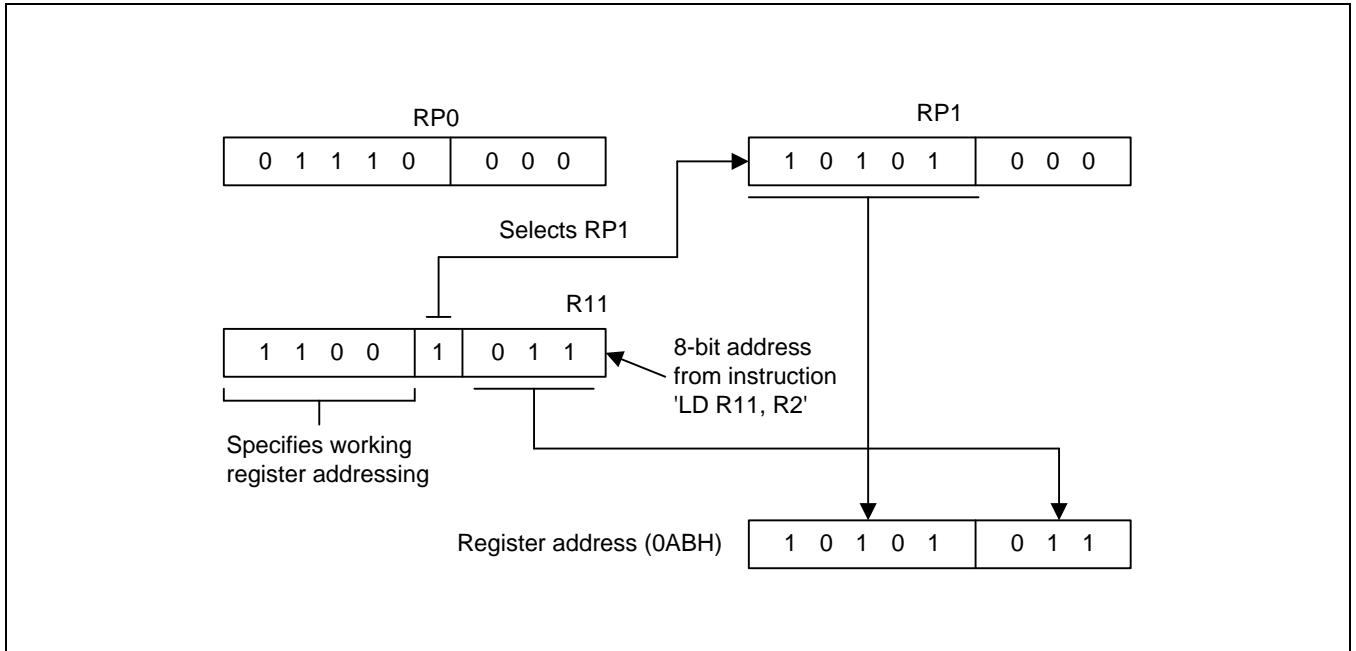 RP0
RP1
0 1 1 1 0 0 0 0
1 0 1 0 1 0 0 0
Selects RP1
R11
1 1 0 0 1 0 1 1
8-bit address
from instruction
'LD R11, R2'
Specifies working
register addressing
Register address (0ABH)
1 0 1 0 1 0 1 1